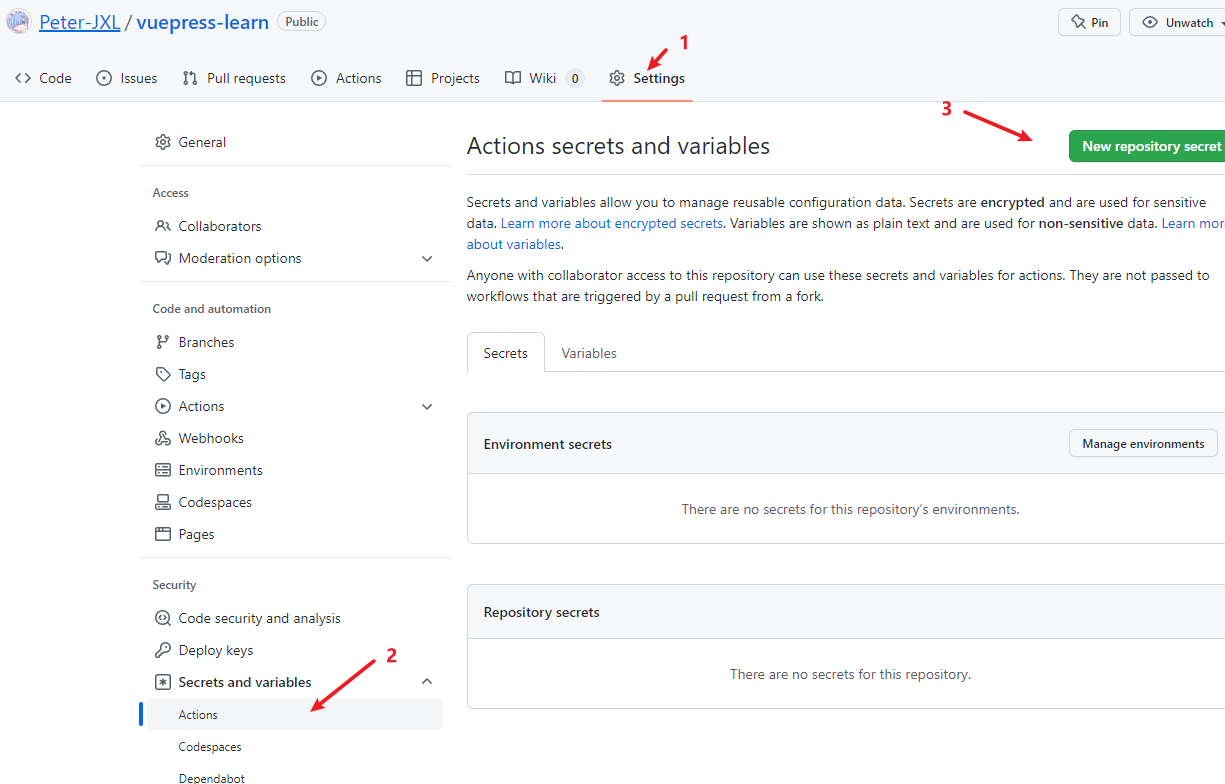 Peter-JXL / vuepress-learn Public Pin Unwatch
1
Code Issues Pull requests Actions Projects Wiki 0 Settings
3
General
Access
Collaborators
Moderation options
Code and automation
Branches
Tags
Actions
Webhooks
Environments
Codespaces
Pages
Security
Code security and analysis
Deploy keys
2
Secrets and variables
Actions
Codespaces
Dependabot
Actions secrets and variables
New repository secret
Secrets and variables allow you to manage reusable configuration data. Secrets are encrypted and are used for sensitive
data. Learn more about encrypted secrets. Variables are shown as plain text and are used for non-sensitive data. Learn more
about variables.
Anyone with collaborator access to this repository can use these secrets and variables for actions. They are not passed to
workflows that are triggered by a pull request from a fork.
Secrets Variables
Environment secrets
Manage environments
There are no secrets for this repository's environments.
Repository secrets
There are no secrets for this repository.